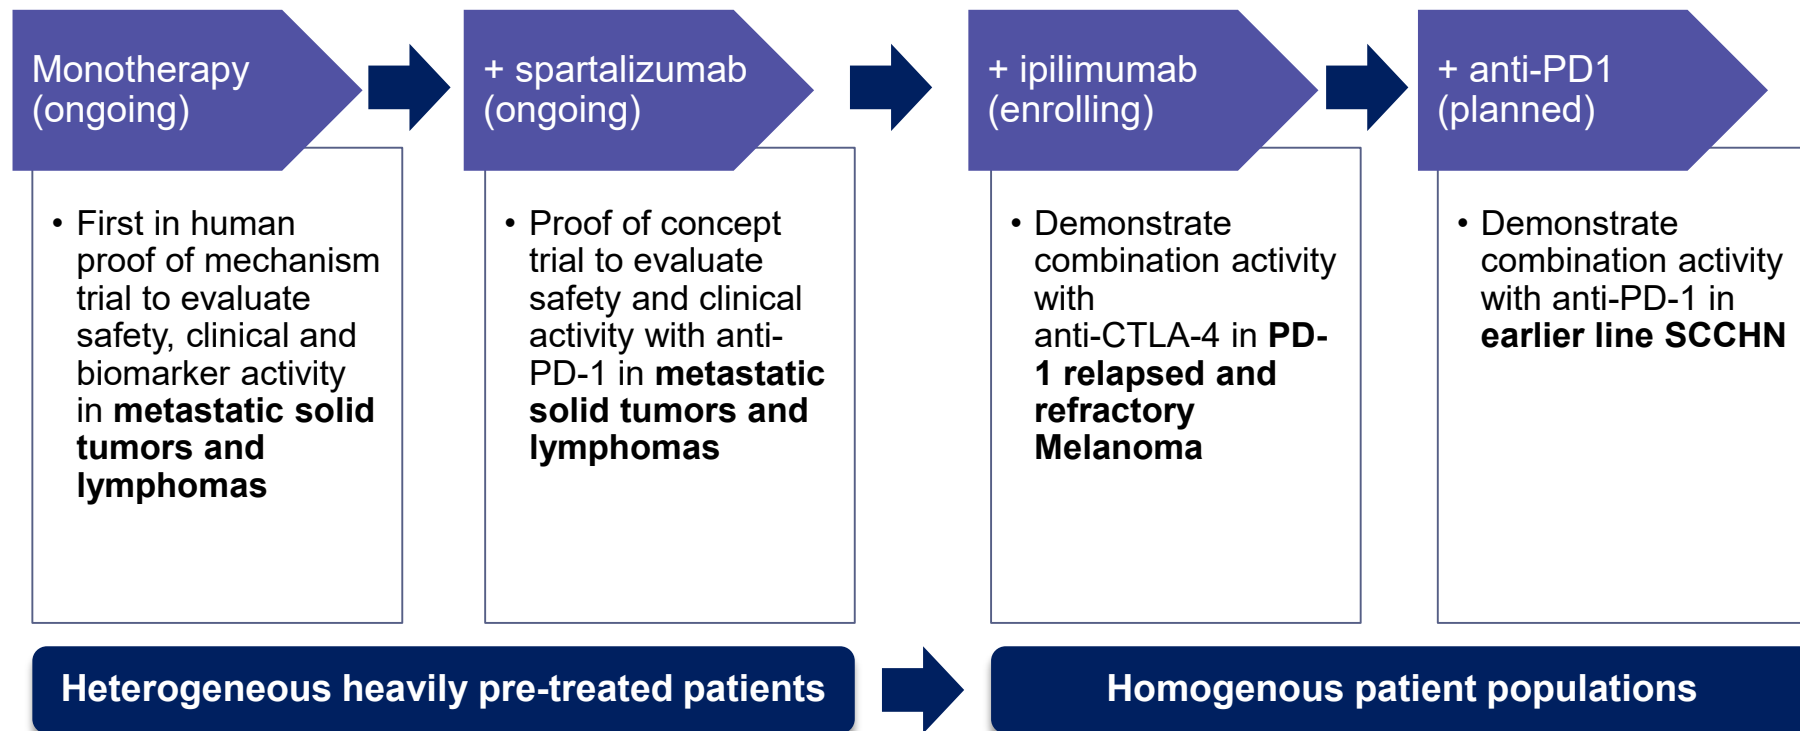 Monotherapy
(ongoing)
• First in human
proof of mechanism
trial to evaluate
safety, clinical and
biomarker activity
in metastatic solid
tumors and
lymphomas
+ spartalizumab
(ongoing)
• Proof of concept
trial to evaluate
safety and clinical
activity with anti-
PD-1 in metastatic
solid tumors and
lymphomas
+ ipilimumab
(enrolling)
• Demonstrate
combination activity
with
anti-CTLA-4 in PD-
1 relapsed and
refractory
Melanoma
+ anti-PD1
(planned)
• Demonstrate
combination activity
with anti-PD-1 in
earlier line SCCHN
Heterogeneous heavily pre-treated patients
Homogenous patient populations